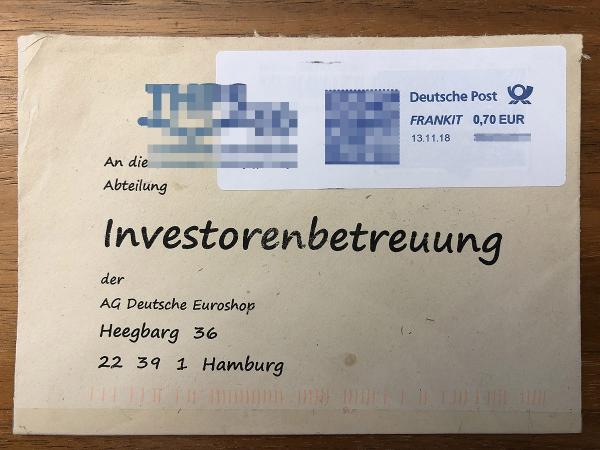 Deutsche Post
FRANKIT 0,70 EUR
13.11.18
An die
Abteilung
Investorenbetreuung
der
AG Deutsche Euroshop
Heegbarg 36
22 39 1 Hamburg